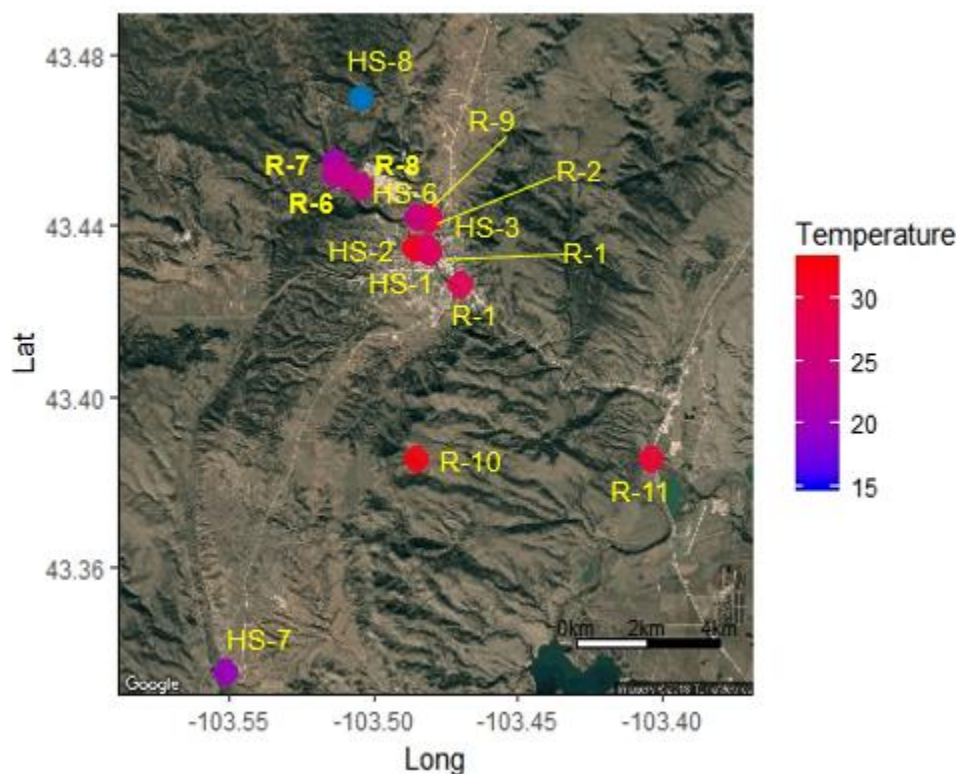 43.48
HS-8
R-9
R-7
R-8
R-2
R-6
HS-6
43.44
HS-3
Temperature
HS-2
R-1
HS-1
30
R-1
25
Lat
43.40
20
R-10
R-11
15
43.36
0km 2km 4km
HS-7
Google
-103.55 -103.50 -103.45 -103.40
Long